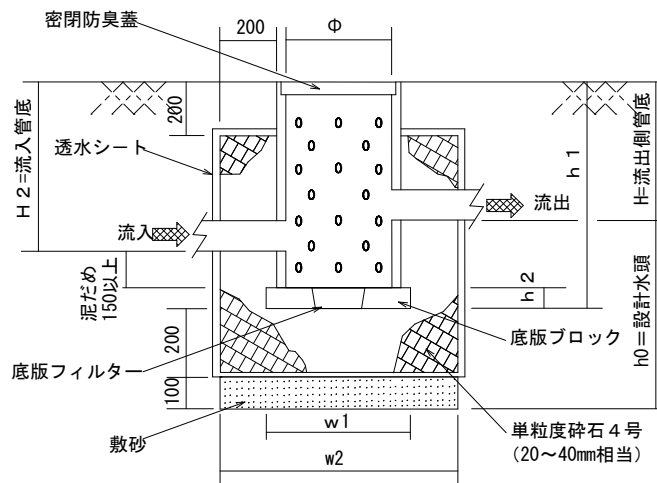 密閉防臭蓋
200
Φ
200
透水シート
H2=流入管底
h1
H=流出側管底
流入
流出
泥だめ
150以上
h2
h0=設計水頭
200
底版フィルター
底版ブロック
100
敷砂
w1
w2
単粒度砕石4号
（20～40mm相当）